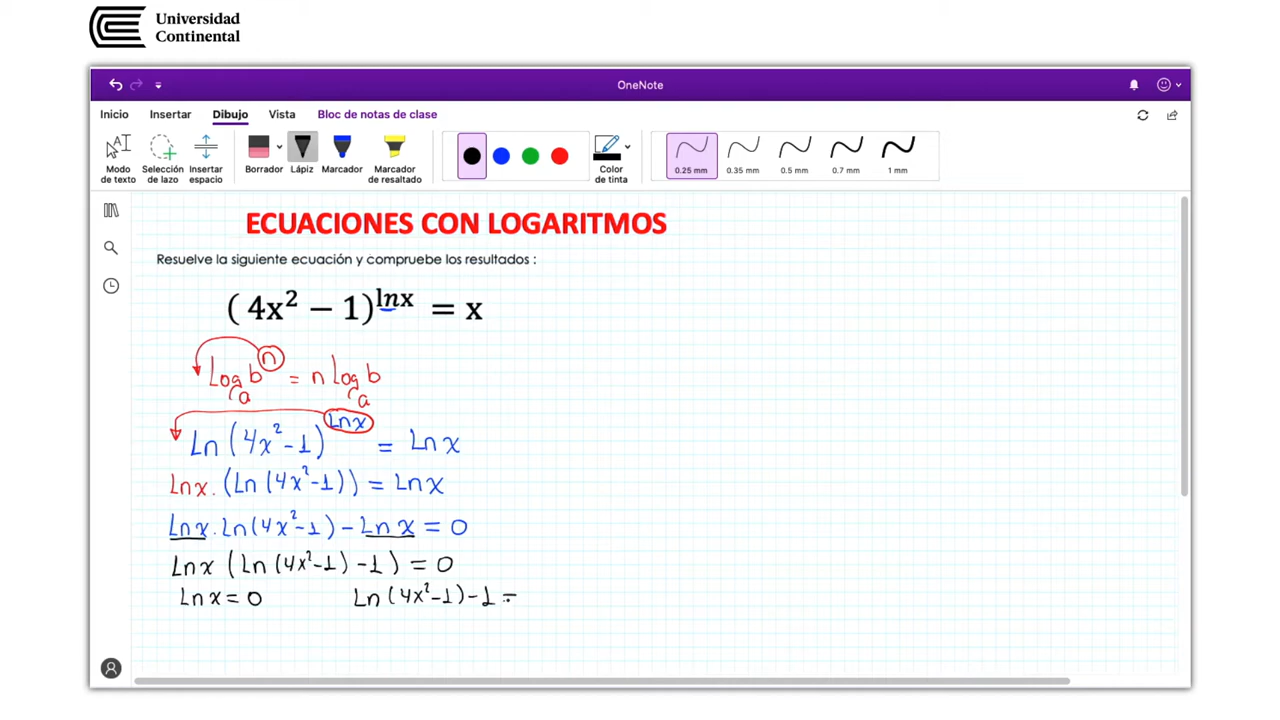 Universidad
Continental
OneNote
Inicio Insertar Dibujo Vista Bloc de notas de clase
Modo de texto Selección de lazo Insertar espacio Borrador Lápiz Marcador Marcador de resaltado Color de tinta 0.25 mm 0.35 mm 0.5 mm 0.7 mm 1 mm
ECUACIONES CON LOGARITMOS
Resuelve la siguiente ecuación y compruebe los resultados :
( 4x² − 1)^lnx = x
Log_a b^n = n Log_a b
Ln (4x²-1)^Lnx = Ln x
Lnx . (Ln (4x²-1)) = Ln x
Lnx . Ln (4x²-1) - Ln x = 0
Ln x (Ln (4x²-1) -1) = 0
Ln x = 0 Ln (4x²-1) -1 =